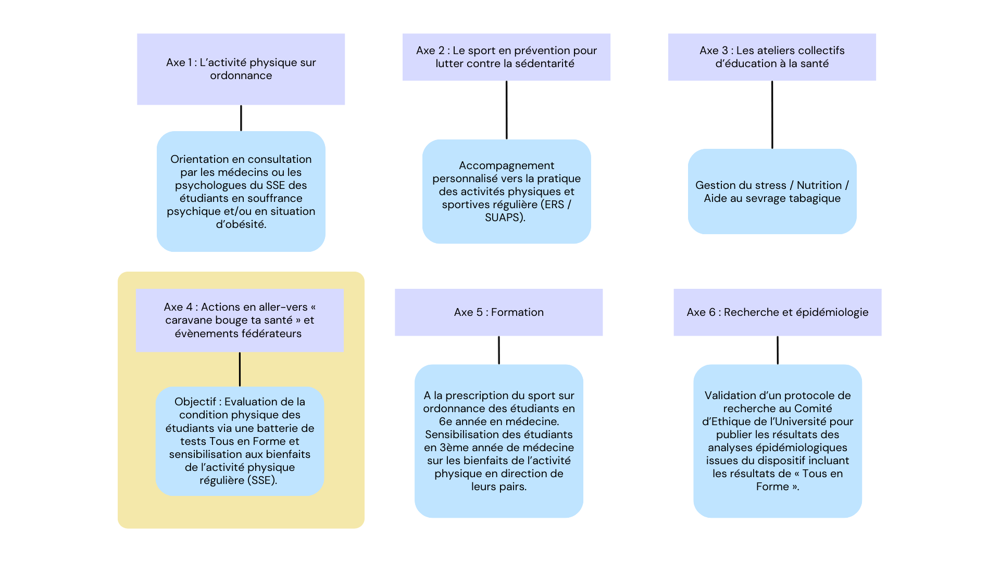 Axe 1 : L’activité physique sur
ordonnance
Orientation en consultation
par les médecins ou les
psychologues du SSE des
étudiants en souffrance
psychique et/ou en situation
d’obésité.
Axe 2 : Le sport en prévention pour
lutter contre la sédentarité
Accompagnement
personnalisé vers la pratique
des activités physiques et
sportives régulière (ERS /
SUAPS).
Axe 3 : Les ateliers collectifs
d’éducation à la santé
Gestion du stress / Nutrition /
Aide au sevrage tabagique
Axe 4 : Actions en aller-vers «
caravane bouge ta santé » et
évènements fédérateurs
Objectif : Evaluation de la
condition physique des
étudiants via une batterie de
tests Tous en Forme et
sensibilisation aux bienfaits
de l’activité physique
régulière (SSE).
Axe 5 : Formation
A la prescription du sport sur
ordonnance des étudiants en
6e année en médecine.
Sensibilisation des étudiants
en 3ème année de médecine
sur les bienfaits de l’activité
physique en direction de
leurs pairs.
Axe 6 : Recherche et épidémiologie
Validation d’un protocole de
recherche au Comité
d’Ethique de l’Université pour
publier les résultats des
analyses épidémiologiques
issues du dispositif incluant
les résultats de « Tous en
Forme ».